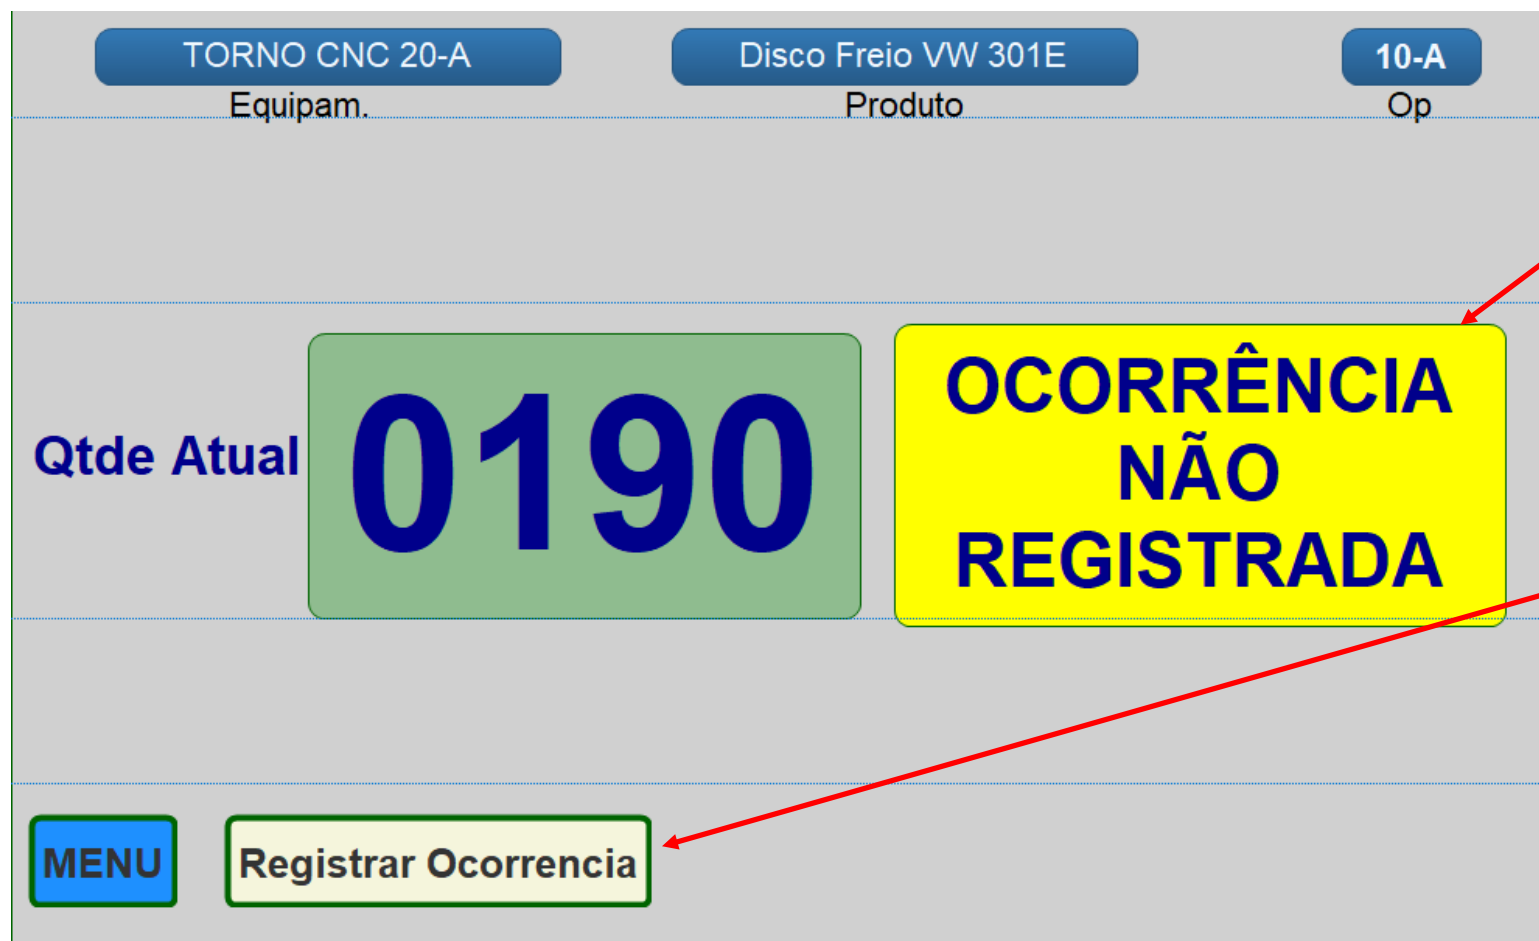 TORNO CNC 20-A
Disco Freio VW 301E
10-A
Equipam.
Produto
Op
Qtde Atual
0190
OCORRÊNCIA
NÃO
REGISTRADA
MENU
Registrar Ocorrencia